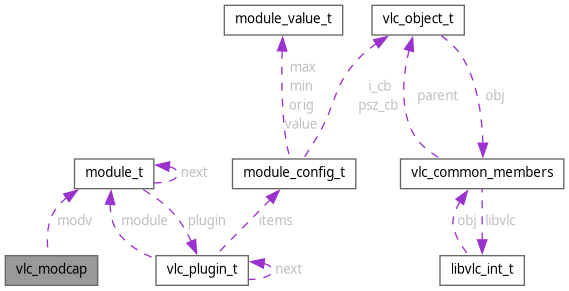 module_value_t
vlc_object_t
max
min
orig
value
i_cb
psz_cb
parent
obj
module_t
next
module_config_t
vlc_common_members
modv
module
plugin
items
obj
libvlc
vlc_modcap
vlc_plugin_t
next
libvlc_int_t